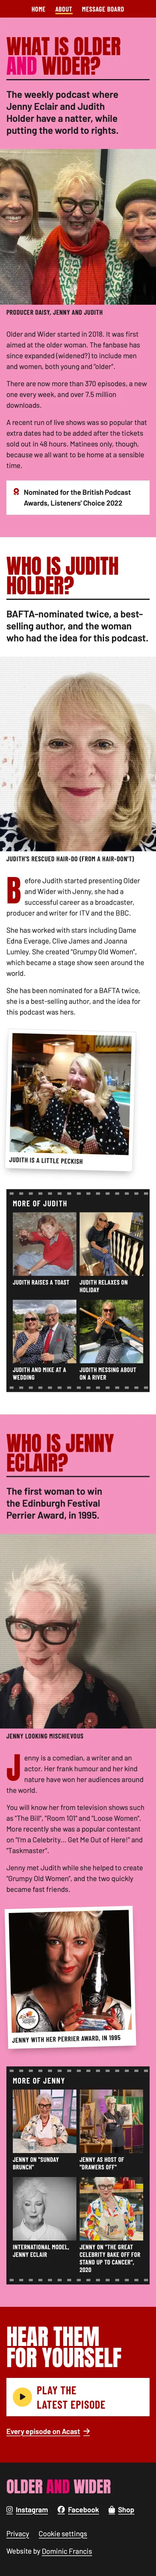 HOME ABOUT MESSAGE BOARD
WHAT IS OLDER
AND WIDER?
The weekly podcast where
Jenny Eclair and Judith
Holder have a natter, while
putting the world to rights.
PRODUCER DAISY, JENNY AND JUDITH
Older and Wider started in 2018. It was first
aimed at the older woman. The fanbase has
since expanded (widened?) to include men
and women, both young and "older".
There are now more than 370 episodes, a new
one every week, and over 7.5 million
downloads.
A recent run of live shows was so popular that
extra dates had to be added after the tickets
sold out in 48 hours. Matinees only, though,
because we all want to be home at a sensible
time.
Nominated for the British Podcast
Awards, Listeners' Choice 2022
WHO IS JUDITH
HOLDER?
BAFTA-nominated twice, a best-
selling author, and the woman
who had the idea for this podcast.
JUDITH'S RESCUED HAIR-DO (FROM A HAIR-DON'T)
Before Judith started presenting Older
and Wider with Jenny, she had a
successful career as a broadcaster,
producer and writer for ITV and the BBC.
She has worked with stars including Dame
Edna Everage, Clive James and Joanna
Lumley. She created "Grumpy Old Women",
which became a stage show seen around the
world.
She has been nominated for a BAFTA twice,
she is a best-selling author, and the idea for
this podcast was hers.
JUDITH IS A LITTLE PECKISH
MORE OF JUDITH
JUDITH RAISES A TOAST
JUDITH RELAXES ON
HOLIDAY
JUDITH AND MIKE AT A
WEDDING
JUDITH MESSING ABOUT
ON A RIVER
WHO IS JENNY
ECLAIR?
The first woman to win
the Edinburgh Festival
Perrier Award, in 1995.
JENNY LOOKING MISCHIEVOUS
Jenny is a comedian, a writer and an
actor. Her frank humour and her kind
nature have won her audiences around
the world.
You will know her from television shows such
as "The Bill", "Room 101" and "Loose Women".
More recently she was a popular contestant
on "I'm a Celebrity... Get Me Out of Here!" and
"Taskmaster".
Jenny met Judith while she helped to create
"Grumpy Old Women", and the two quickly
became fast friends.
JENNY WITH HER PERRIER AWARD, IN 1995
MORE OF JENNY
JENNY ON "SUNDAY
BRUNCH"
JENNY AS HOST OF
"DRAWERS OFF"
INTERNATIONAL MODEL,
JENNY ECLAIR
JENNY ON "THE GREAT
CELEBRITY BAKE OFF FOR
STAND UP TO CANCER",
2020
HEAR THEM
FOR YOURSELF
PLAY THE
LATEST EPISODE
Every episode on Acast →
OLDER AND WIDER
Instagram Facebook Shop
Privacy Cookie settings
Website by Dominic Francis